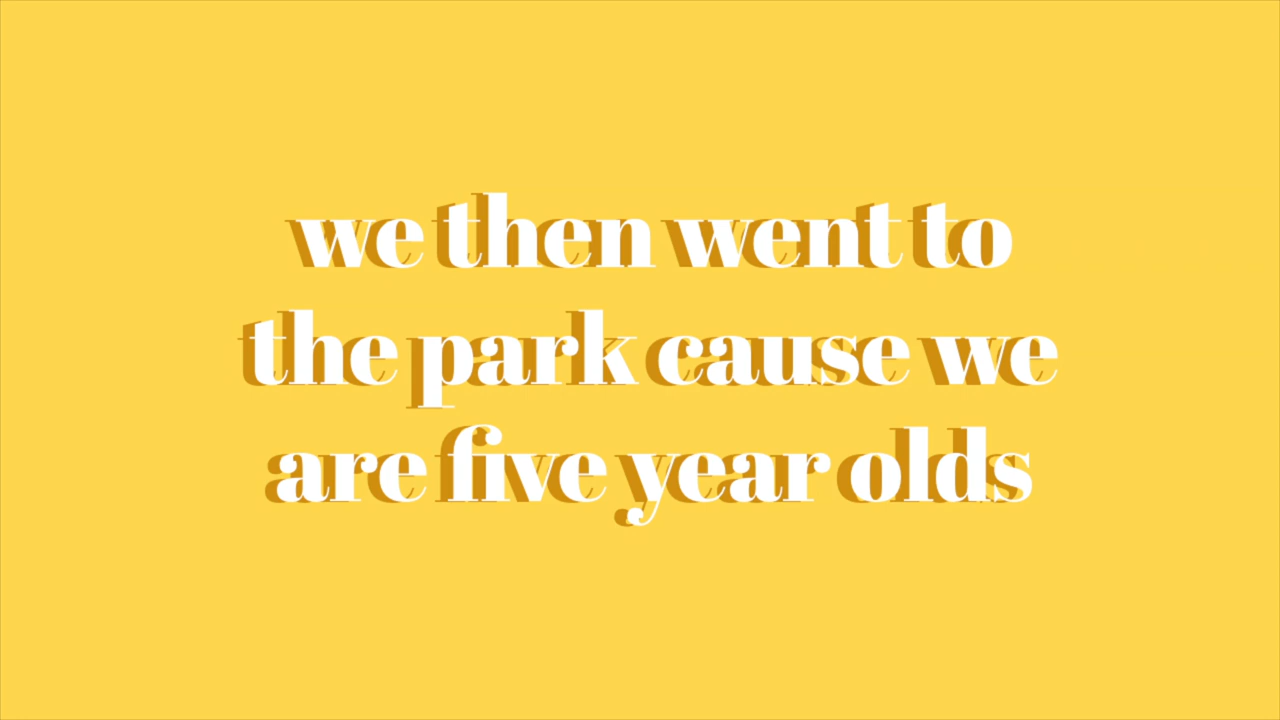 we then went to
the park cause we
are five year olds